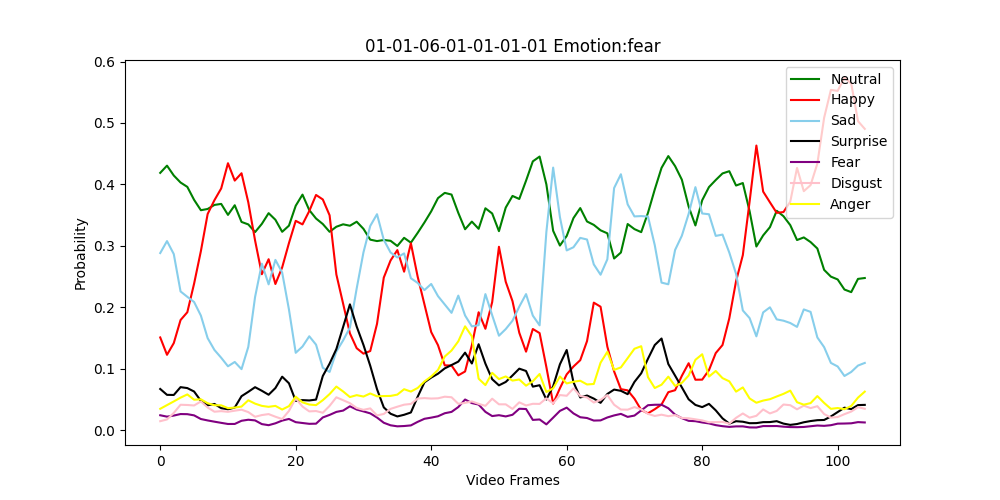 01-01-06-01-01-01-01 Emotion:fear
Probability
0.6
0.5
0.4
0.3
0.2
0.1
0.0
Neutral
Happy
Sad
Surprise
Fear
Disgust
Anger
0 20 40 60 80 100
Video Frames